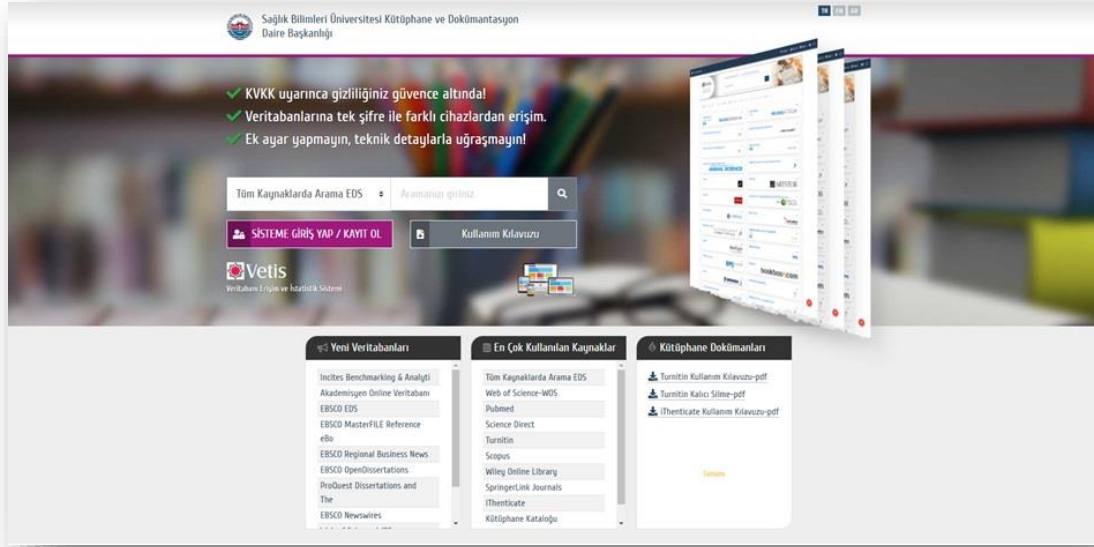 Sağlık Bilimleri Üniversitesi Kütüphane ve Dokümantasyon
Daire Başkanlığı
TR EN AR
KVKK uyarınca gizliliğiniz güvence altında!
Veritabanlarına tek şifre ile farklı cihazlardan erişim.
Ek ayar yapmayın, teknik detaylarla uğraşmayın!
Tüm Kaynaklarda Arama EDS
Aramanızı giriniz.
SİSTEME GİRİŞ YAP / KAYIT OL
Kullanım Kılavuzu
Vetis
Veritabanı Erişim ve İstatistik Sistemi
bookboon.com
Yeni Veritabanları
Incites Benchmarking & Analyti
Akademisyen Online Veritabanı
EBSCO EDS
EBSCO MasterFILE Reference
eBo
EBSCO Regional Business News
EBSCO OpenDissertations
ProQuest Dissertations and
The
EBSCO Newswires
En Çok Kullanılan Kaynaklar
Tüm Kaynaklarda Arama EDS
Web of Science-WOS
Pubmed
Science Direct
Turnitin
Scopus
Wiley Online Library
SpringerLink Journals
IThenticate
Kütüphane Kataloğu
Kütüphane Dokümanları
Turnitin Kullanım Kılavuzu-pdf
Turnitin Kalıcı Silme-pdf
iThenticate Kullanım Kılavuzu-pdf
Tümünü